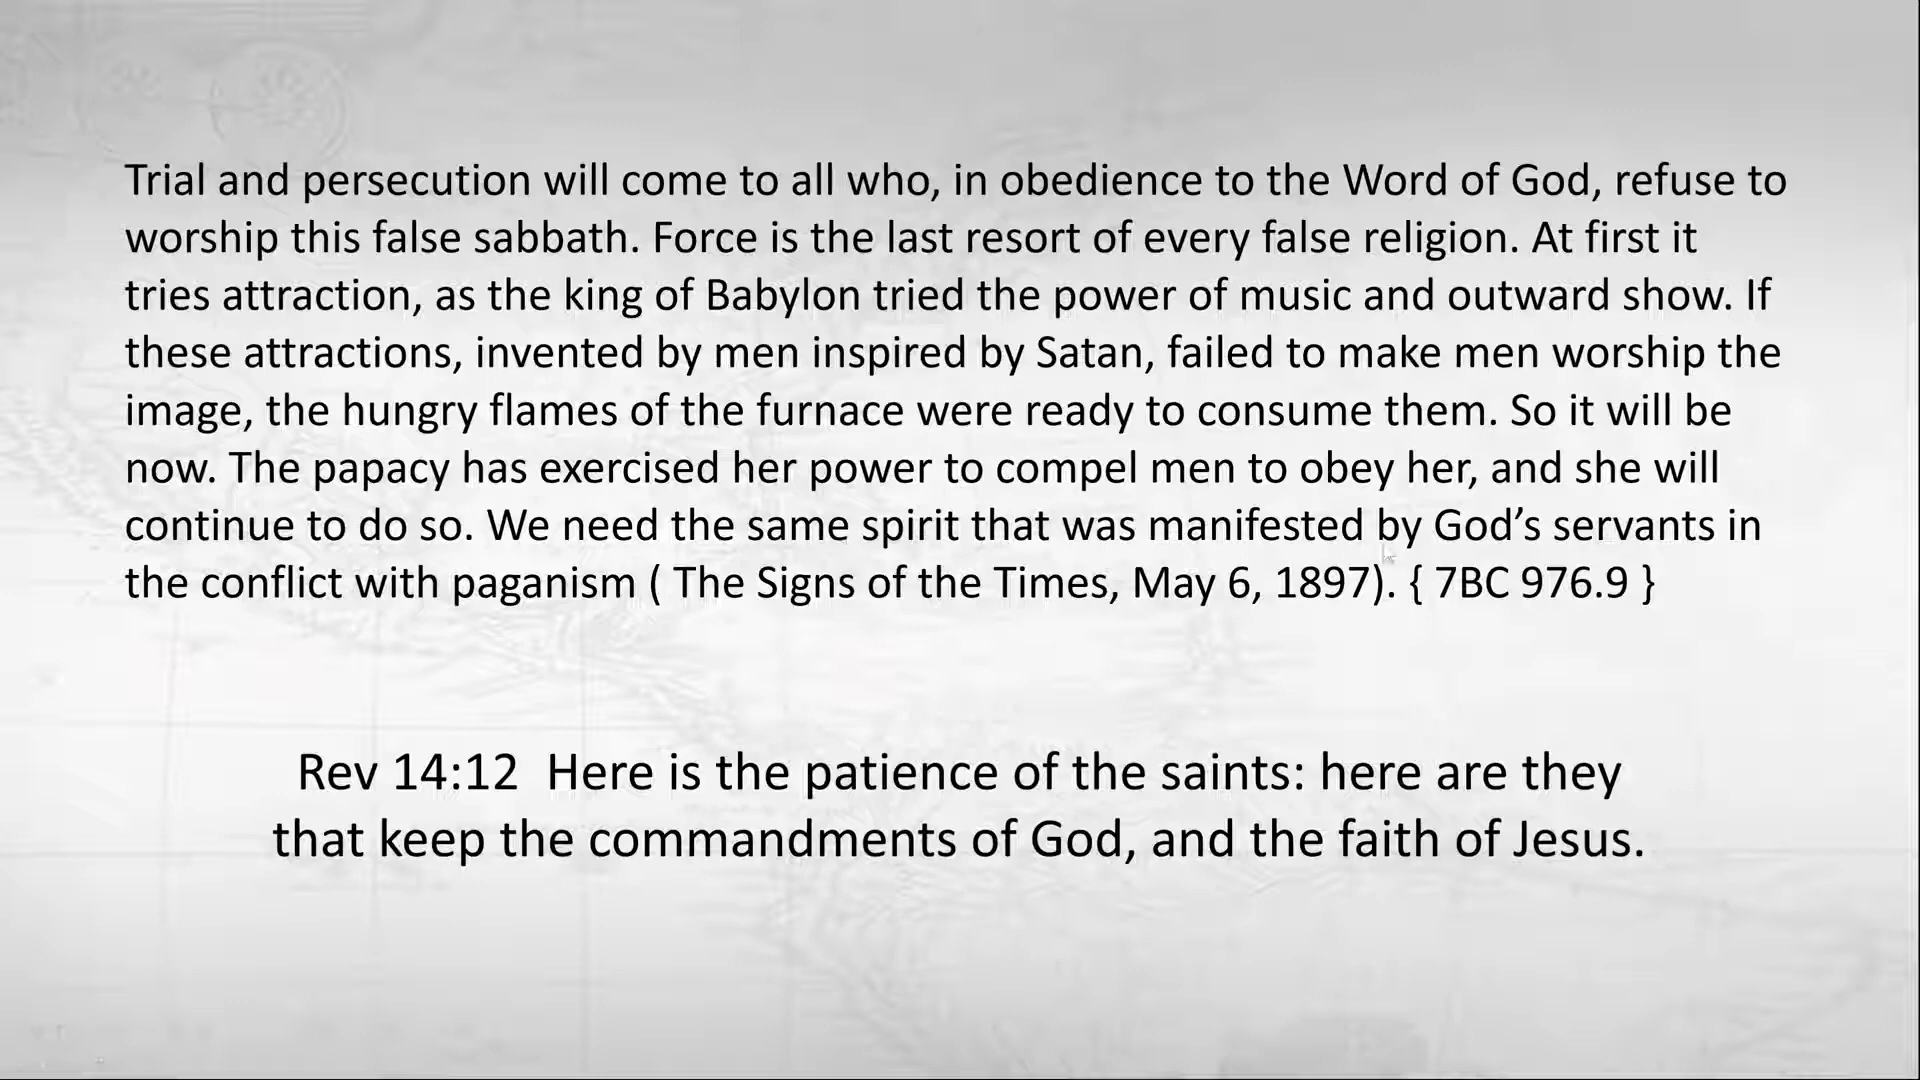 Trial and persecution will come to all who, in obedience to the Word of God, refuse to
worship this false sabbath. Force is the last resort of every false religion. At first it
tries attraction, as the king of Babylon tried the power of music and outward show. If
these attractions, invented by men inspired by Satan, failed to make men worship the
image, the hungry flames of the furnace were ready to consume them. So it will be
now. The papacy has exercised her power to compel men to obey her, and she will
continue to do so. We need the same spirit that was manifested by God’s servants in
the conflict with paganism ( The Signs of the Times, May 6, 1897). { 7BC 976.9 }
Rev 14:12  Here is the patience of the saints: here are they
that keep the commandments of God, and the faith of Jesus.